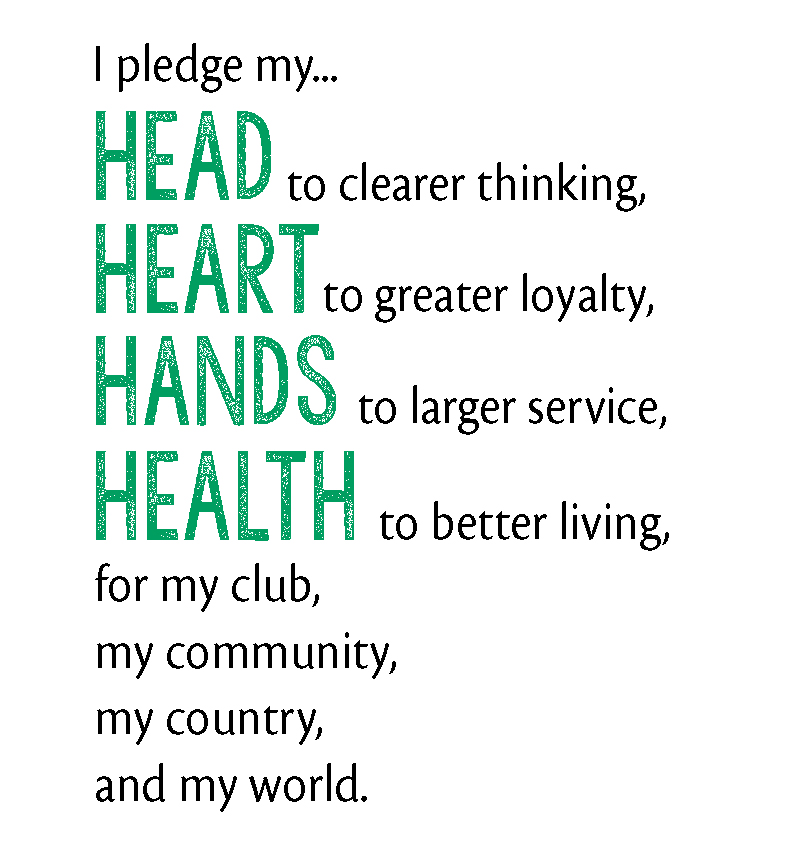 I pledge my...
HEAD to clearer thinking,
HEART to greater loyalty,
HANDS to larger service,
HEALTH to better living,
for my club,
my community,
my country,
and my world.